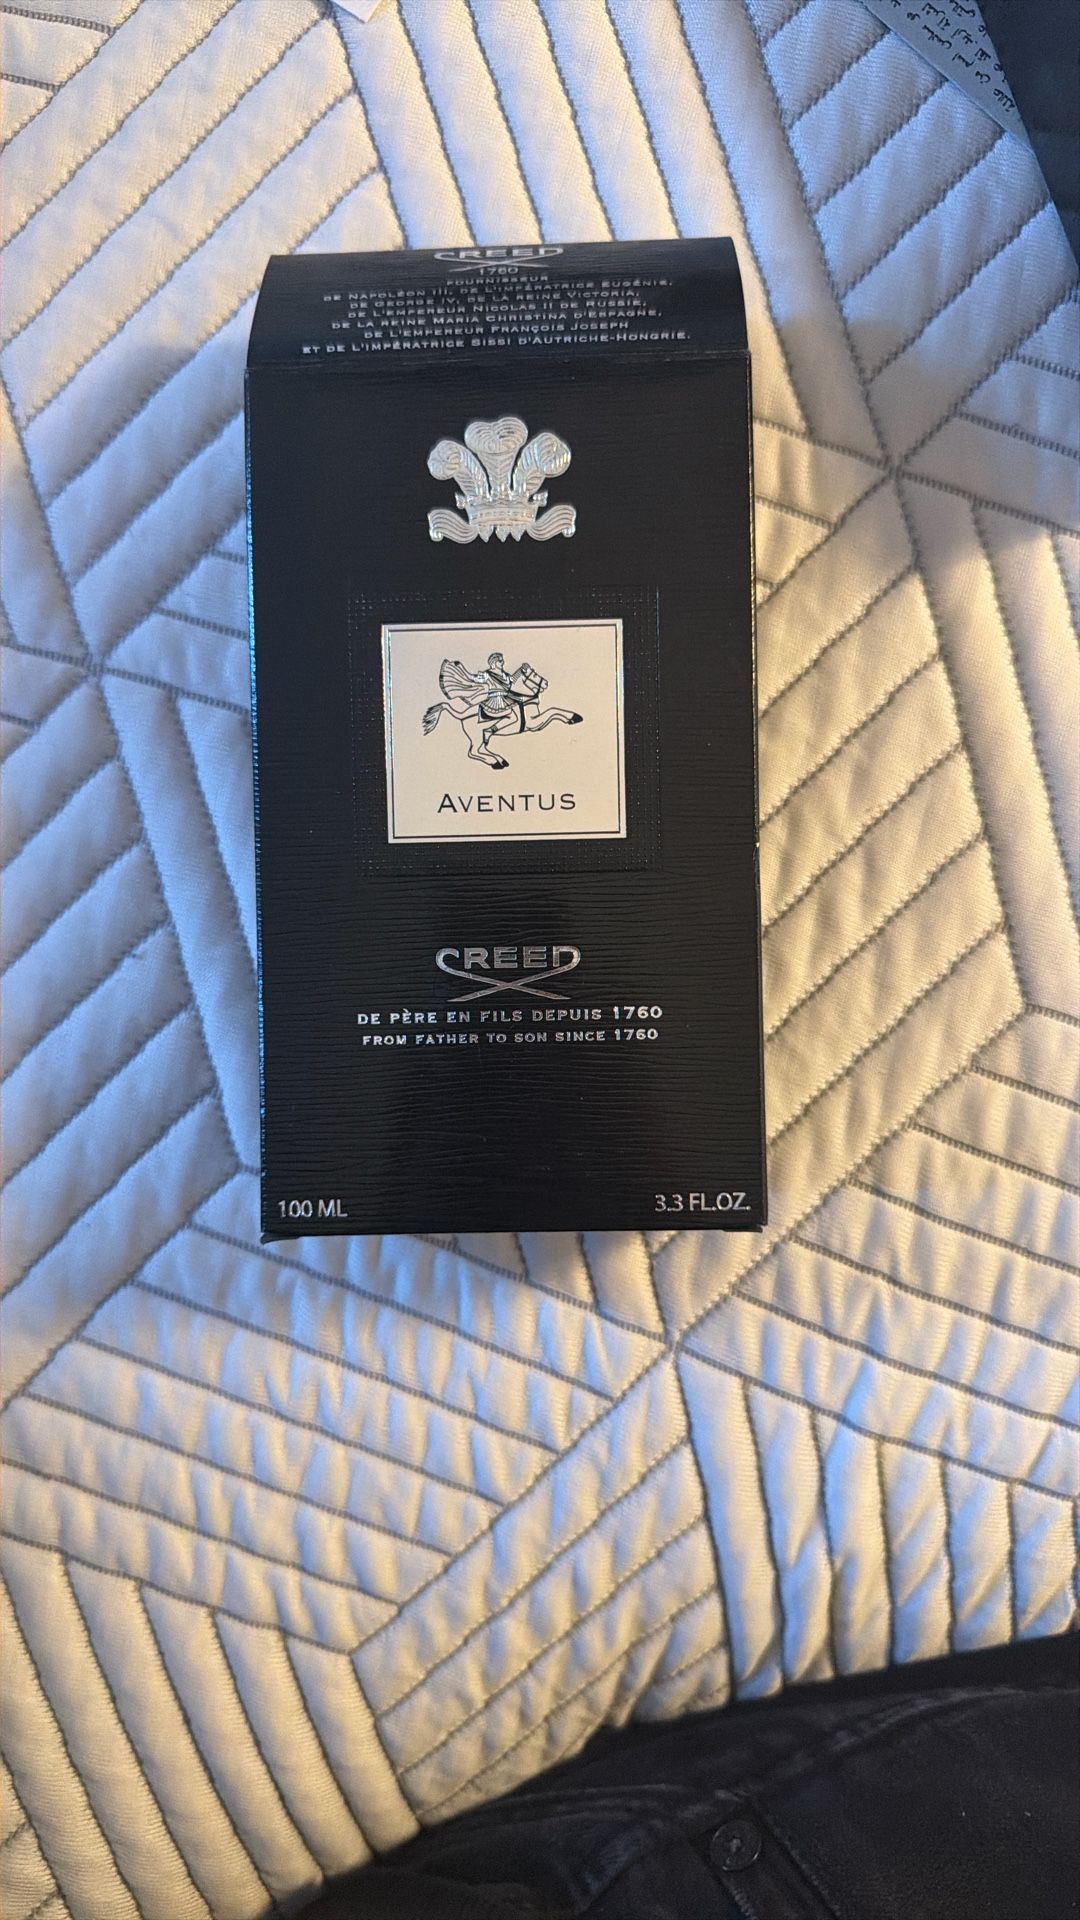 CREED
1760
FOURNISSEUR
DE NAPOLÉON III, DE L'IMPÉRATRICE EUGÉNIE,
DE GEORGE IV, DE LA REINE VICTORIA,
DE L'EMPEREUR NICOLAS II DE RUSSIE,
DE LA REINE MARIA CHRISTINA D'ESPAGNE,
DE L'EMPEREUR FRANÇOIS JOSEPH
ET DE L'IMPÉRATRICE SISSI D'AUTRICHE-HONGRIE.
AVENTUS
CREED
DE PÈRE EN FILS DEPUIS 1760
FROM FATHER TO SON SINCE 1760
100 ML
3.3 FL.OZ.